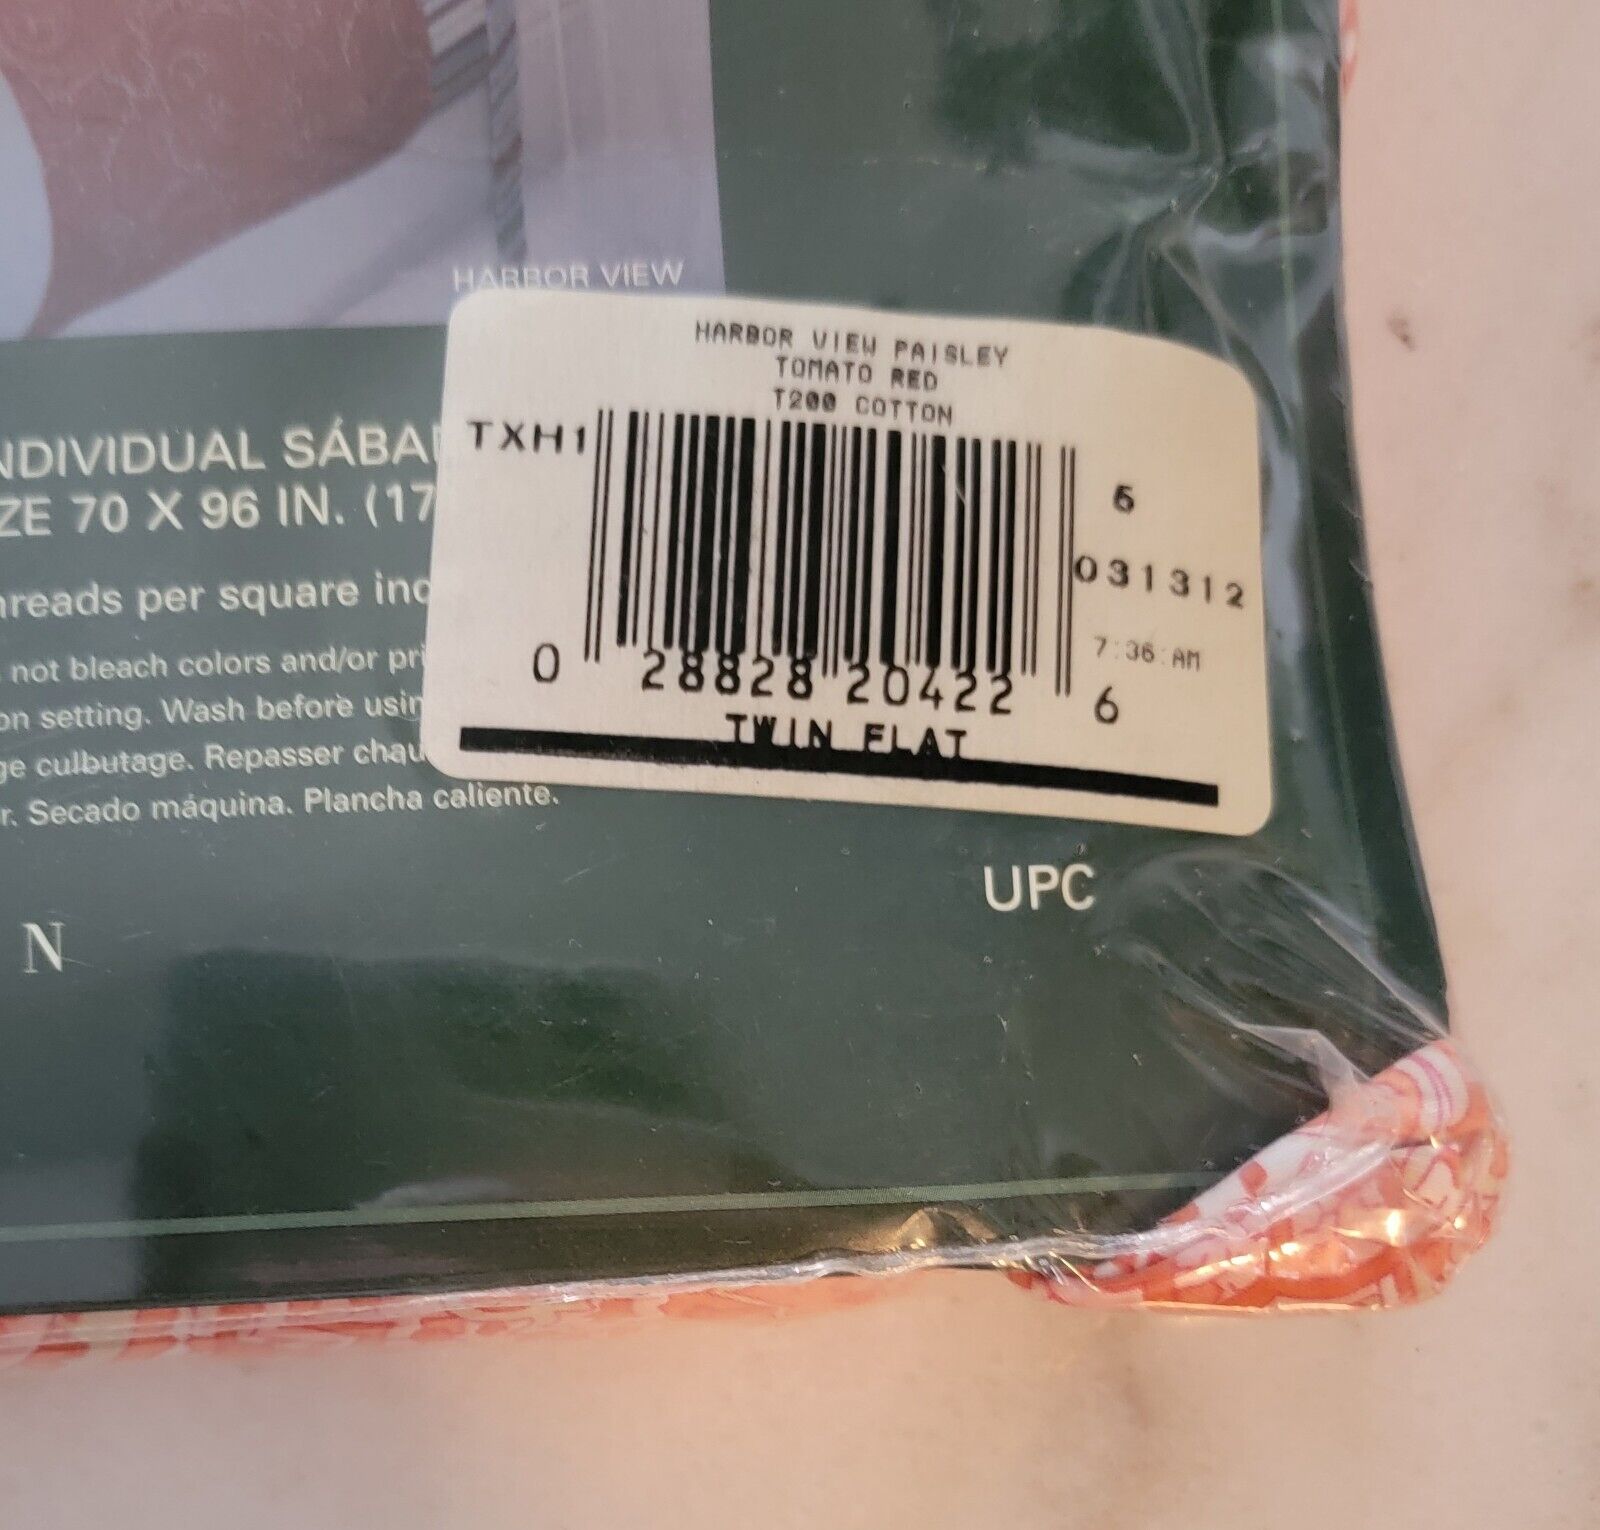 HARBOR VIEW
HARBOR VIEW PAISLEY
TOMATO RED
T200 COTTON
TXH1
6
031312
7:36:AM
0 28828 20422 6
TWIN FLAT
NDIVIDUAL SÁBA
ZE 70 X 96 IN. (17
hreads per square inc
not bleach colors and/or pri
on setting. Wash before usin
ge culbutage. Repasser chau
r. Secado máquina. Plancha caliente.
UPC
N